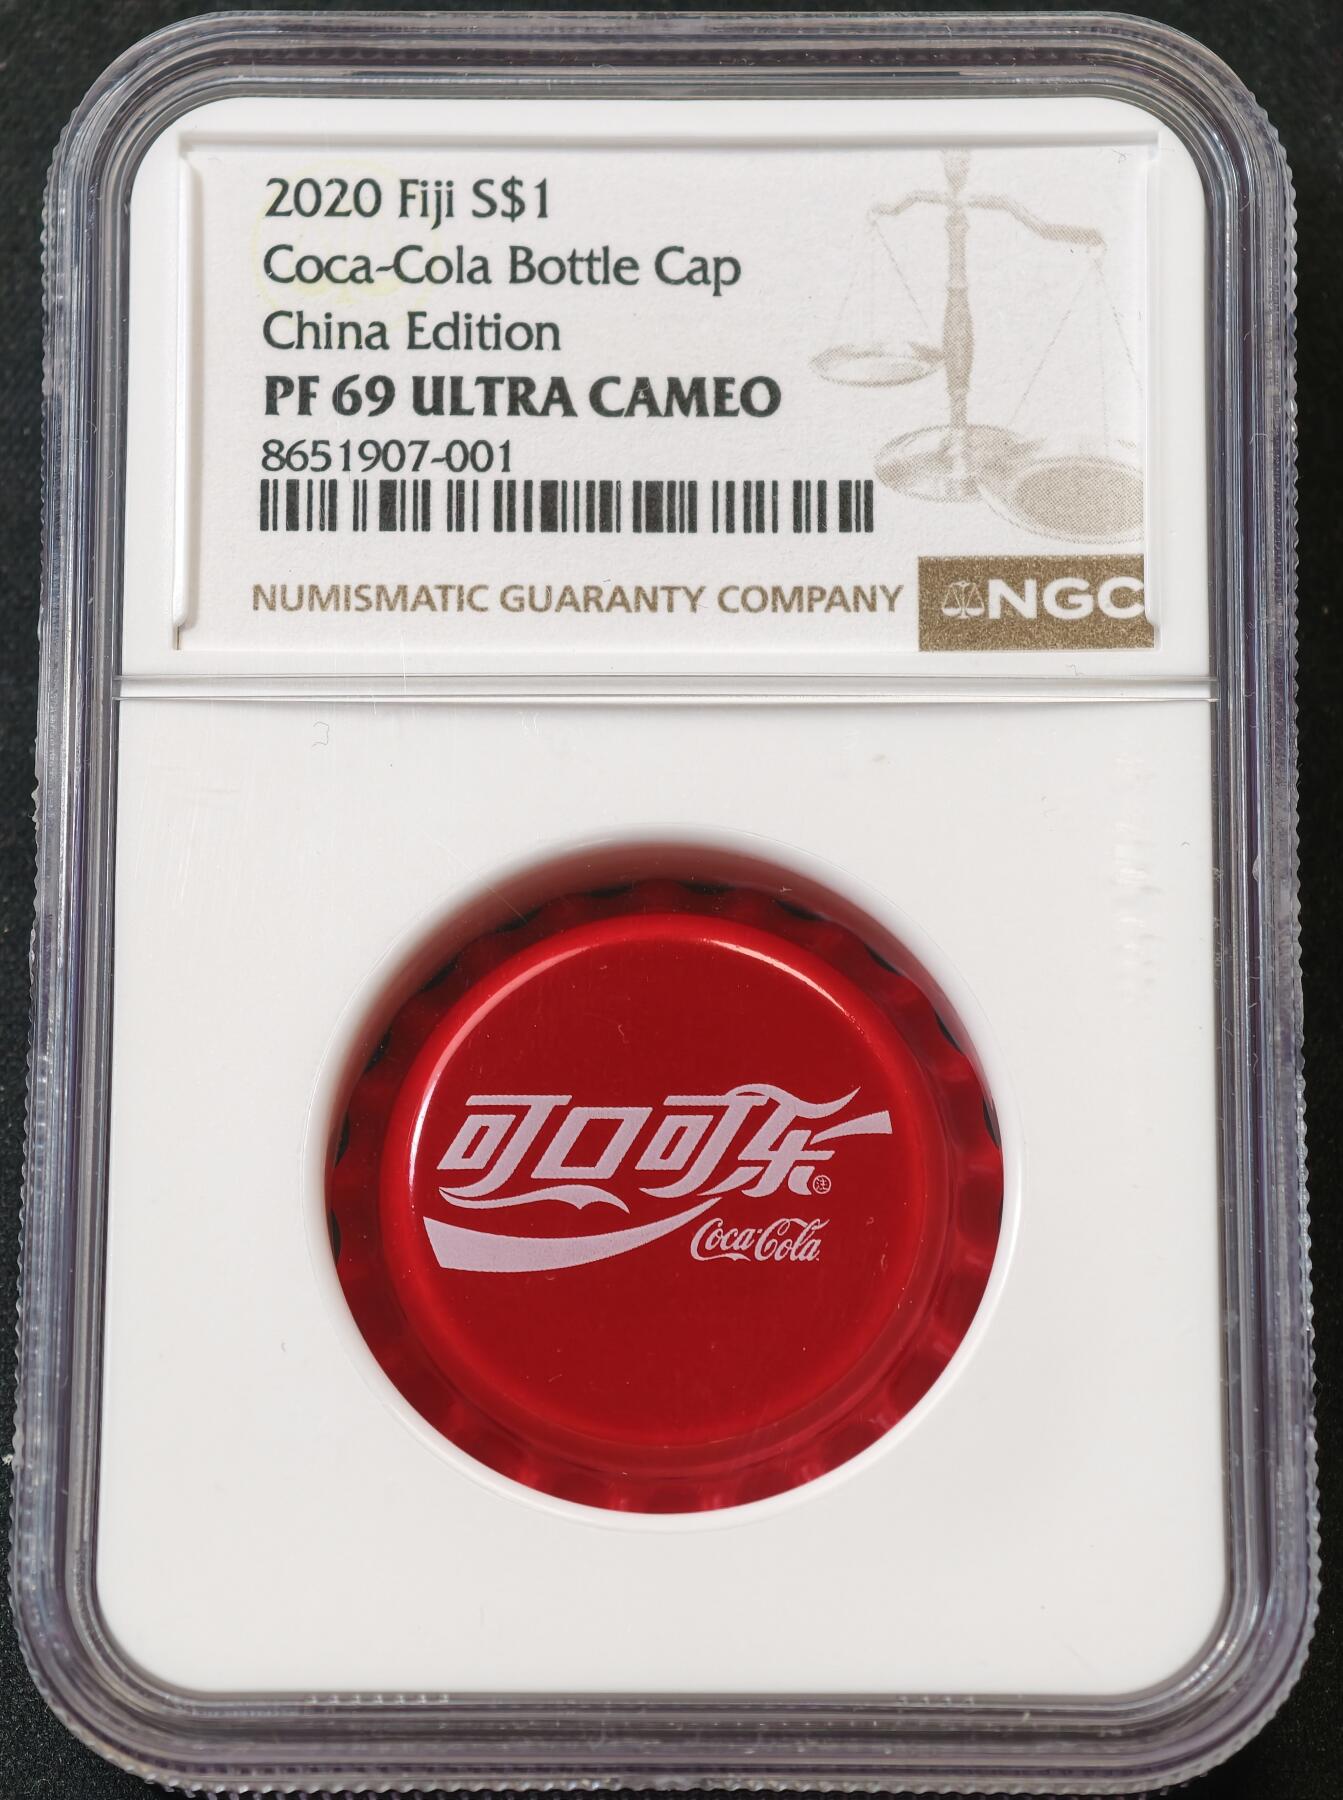 2020 Fiji S$1
Coca-Cola Bottle Cap
China Edition
PF 69 ULTRA CAMEO
8651907-001
NUMISMATIC GUARANTY COMPANY NGC
可口可乐 注
Coca-Cola